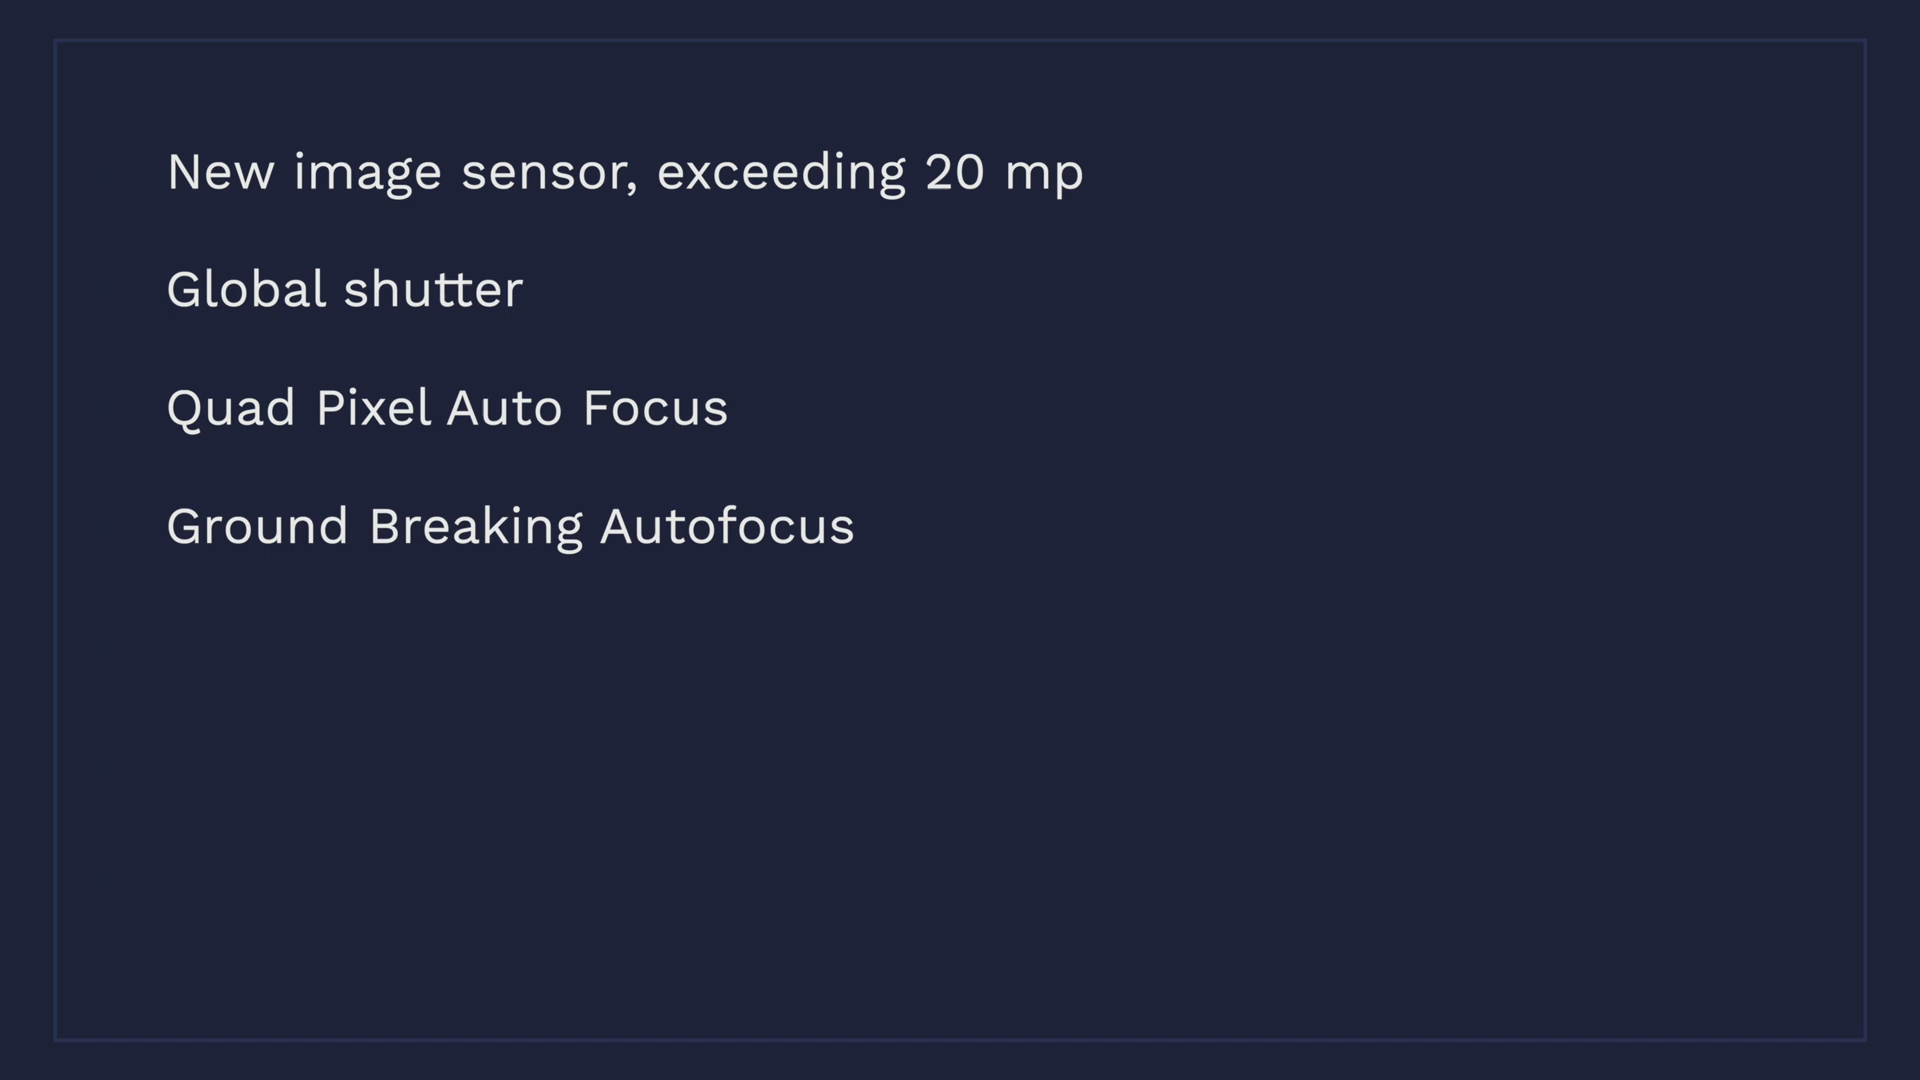 New image sensor, exceeding 20 mp
Global shutter
Quad Pixel Auto Focus
Ground Breaking Autofocus